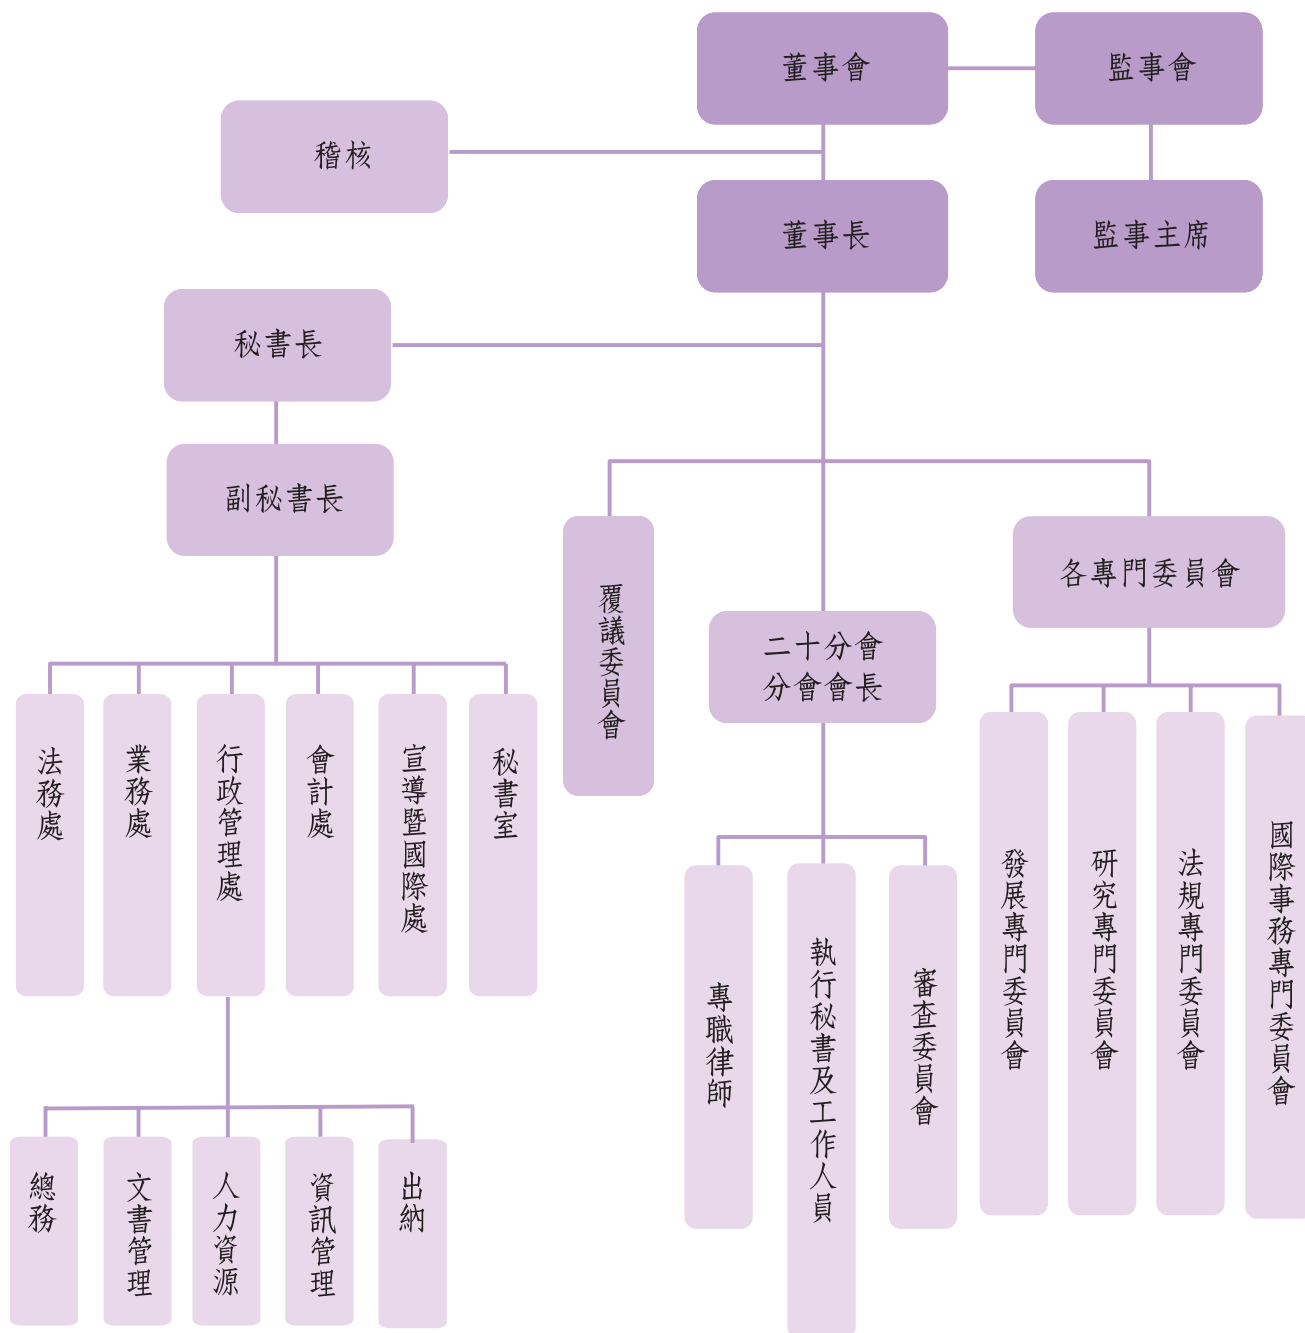 董事會
監事會
稽核
董事長
監事主席
秘書長
副秘書長
覆議委員會
二十分會
分會會長
各專門委員會
法務處
業務處
行政管理處
會計處
宣導暨國際處
秘書室
專職律師
執行秘書及工作人員
審查委員會
發展專門委員會
研究專門委員會
法規專門委員會
國際事務專門委員會
總務
文書管理
人力資源
資訊管理
出納